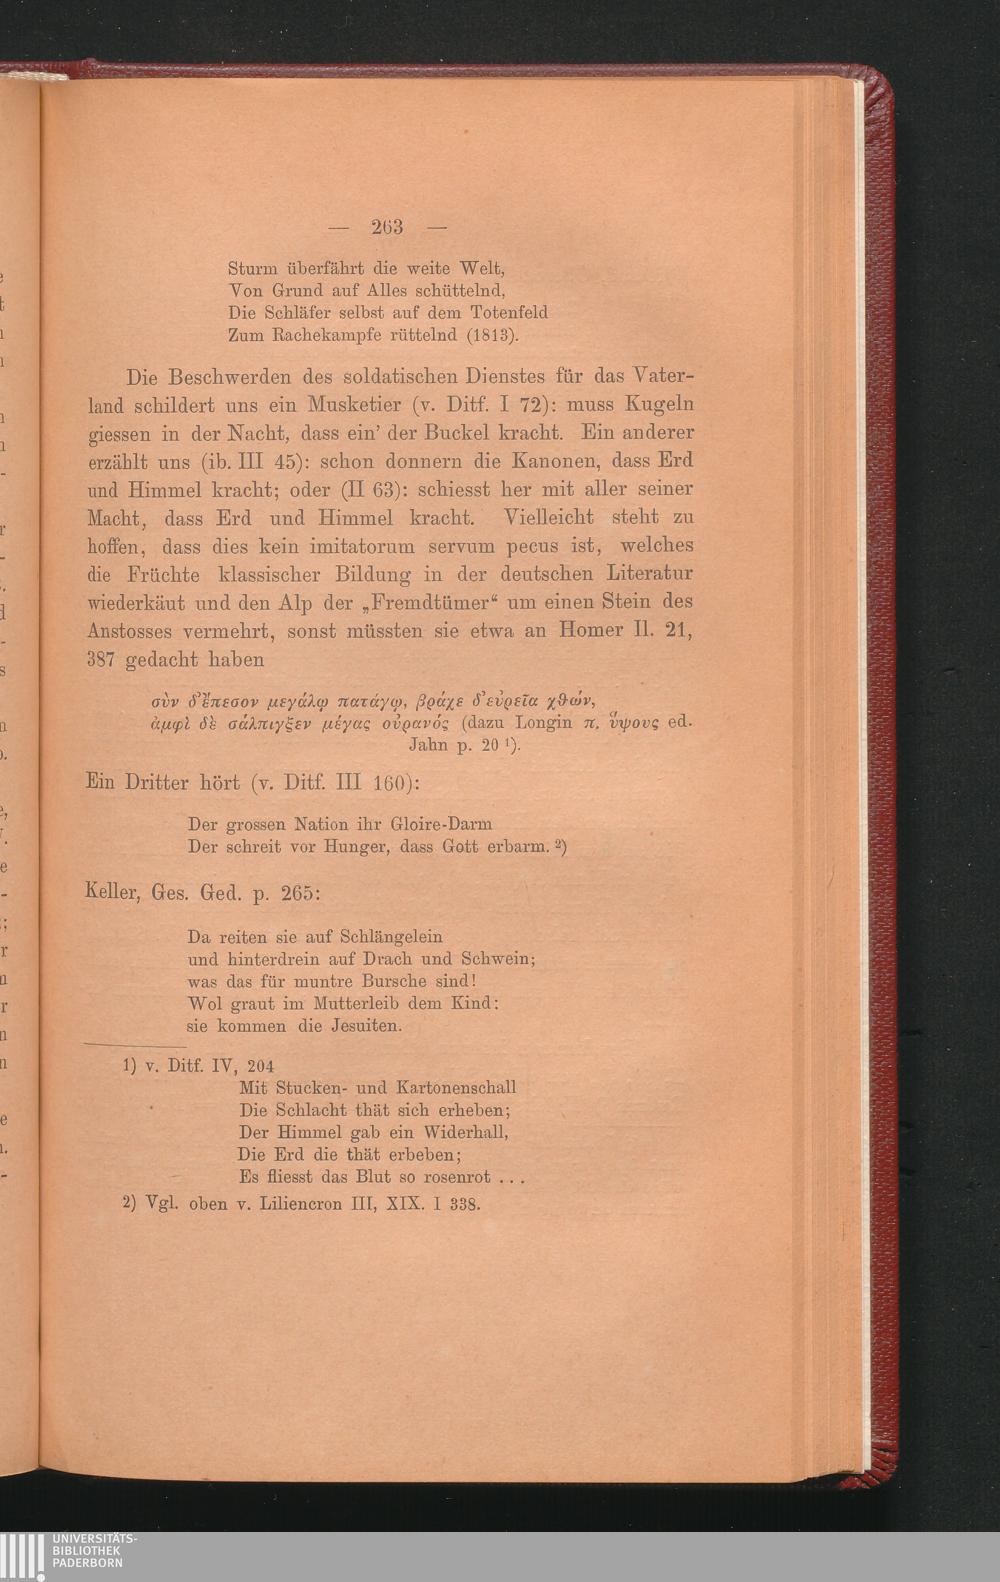 — 263 —
Sturm überfährt die weite Welt,
Von Grund auf Alles schüttelnd,
Die Schläfer selbst auf dem Totenfeld
Zum Rachekampfe rüttelnd (1813).
Die Beschwerden des soldatischen Dienstes für das Vater-
land schildert uns ein Musketier (v. Ditf. I 72): muss Kugeln
giessen in der Nacht, dass ein' der Buckel kracht. Ein anderer
erzählt uns (ib. III 45): schon donnern die Kanonen, dass Erd
und Himmel kracht; oder (II 63): schiesst her mit aller seiner
Macht, dass Erd und Himmel kracht. Vielleicht steht zu
hoffen, dass dies kein imitatorum servum pecus ist, welches
die Früchte klassischer Bildung in der deutschen Literatur
wiederkäut und den Alp der „Fremdtümer“ um einen Stein des
Anstosses vermehrt, sonst müssten sie etwa an Homer Il. 21,
387 gedacht haben
σὺν δ'ἔπεσον μεγάλῳ πατάγῳ, βράχε δ'εὐρεῖα χθών,
ἀμφὶ δὲ σάλπιγξεν μέγας οὐρανός (dazu Longin π. ὕψους ed.
Jahn p. 20 ¹).
Ein Dritter hört (v. Ditf. III 160):
Der grossen Nation ihr Gloire-Darm
Der schreit vor Hunger, dass Gott erbarm. ²)
Keller, Ges. Ged. p. 265:
Da reiten sie auf Schlängelein
und hinterdrein auf Drach und Schwein;
was das für muntre Bursche sind!
Wol graut im Mutterleib dem Kind:
sie kommen die Jesuiten.
1) v. Ditf. IV, 204
Mit Stucken- und Kartonenschall
Die Schlacht thät sich erheben;
Der Himmel gab ein Widerhall,
Die Erd die thät erbeben;
Es fliesst das Blut so rosenrot . . .
2) Vgl. oben v. Liliencron III, XIX. I 338.
UNIVERSITÄTS-
BIBLIOTHEK
PADERBORN